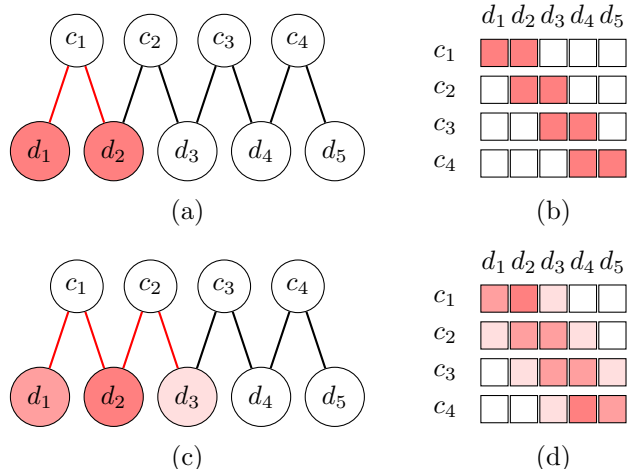 c1 c2 c3 c4
d1 d2 d3 d4 d5
(a)
d1 d2 d3 d4 d5
c1
c2
c3
c4
(b)
c1 c2 c3 c4
d1 d2 d3 d4 d5
(c)
d1 d2 d3 d4 d5
c1
c2
c3
c4
(d)